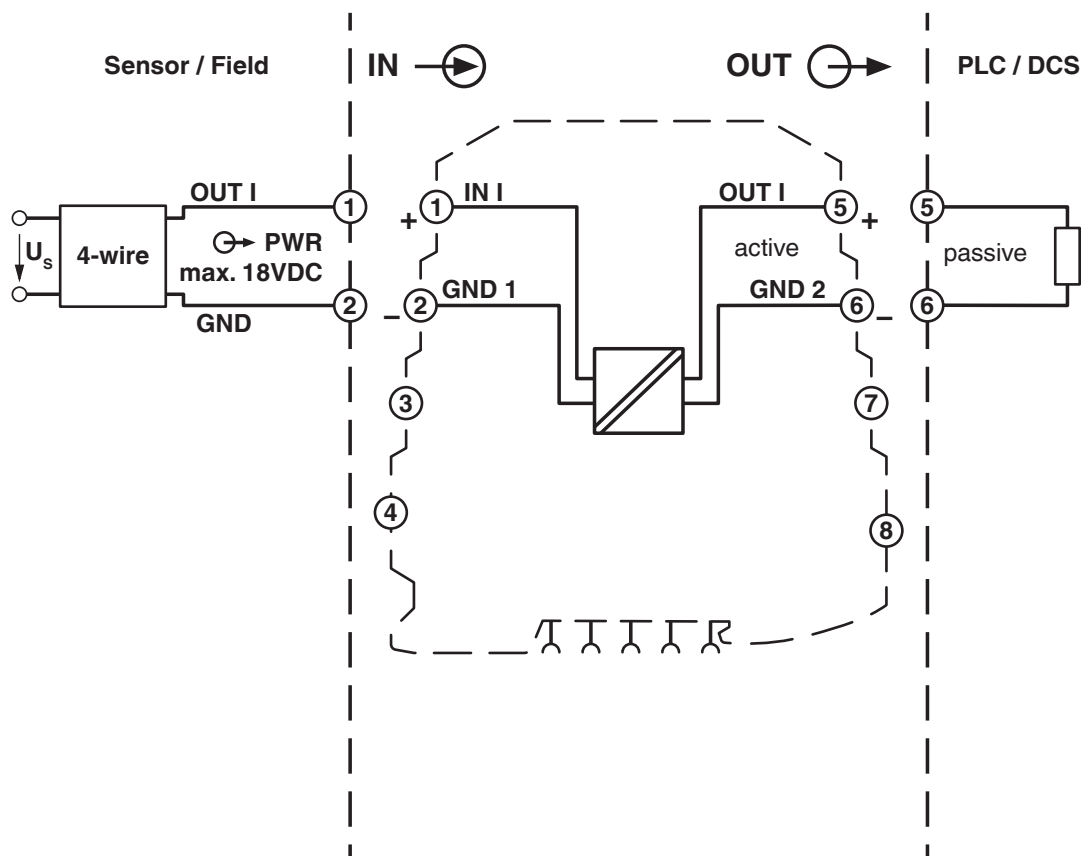 Sensor / Field IN OUT PLC / DCS
OUT I 1 1 IN I OUT I 5 5
+ +
PWR active passive
U_s 4-wire max. 18VDC
2 - 2 GND 1 GND 2 6 - 6
GND
3 7
4 8